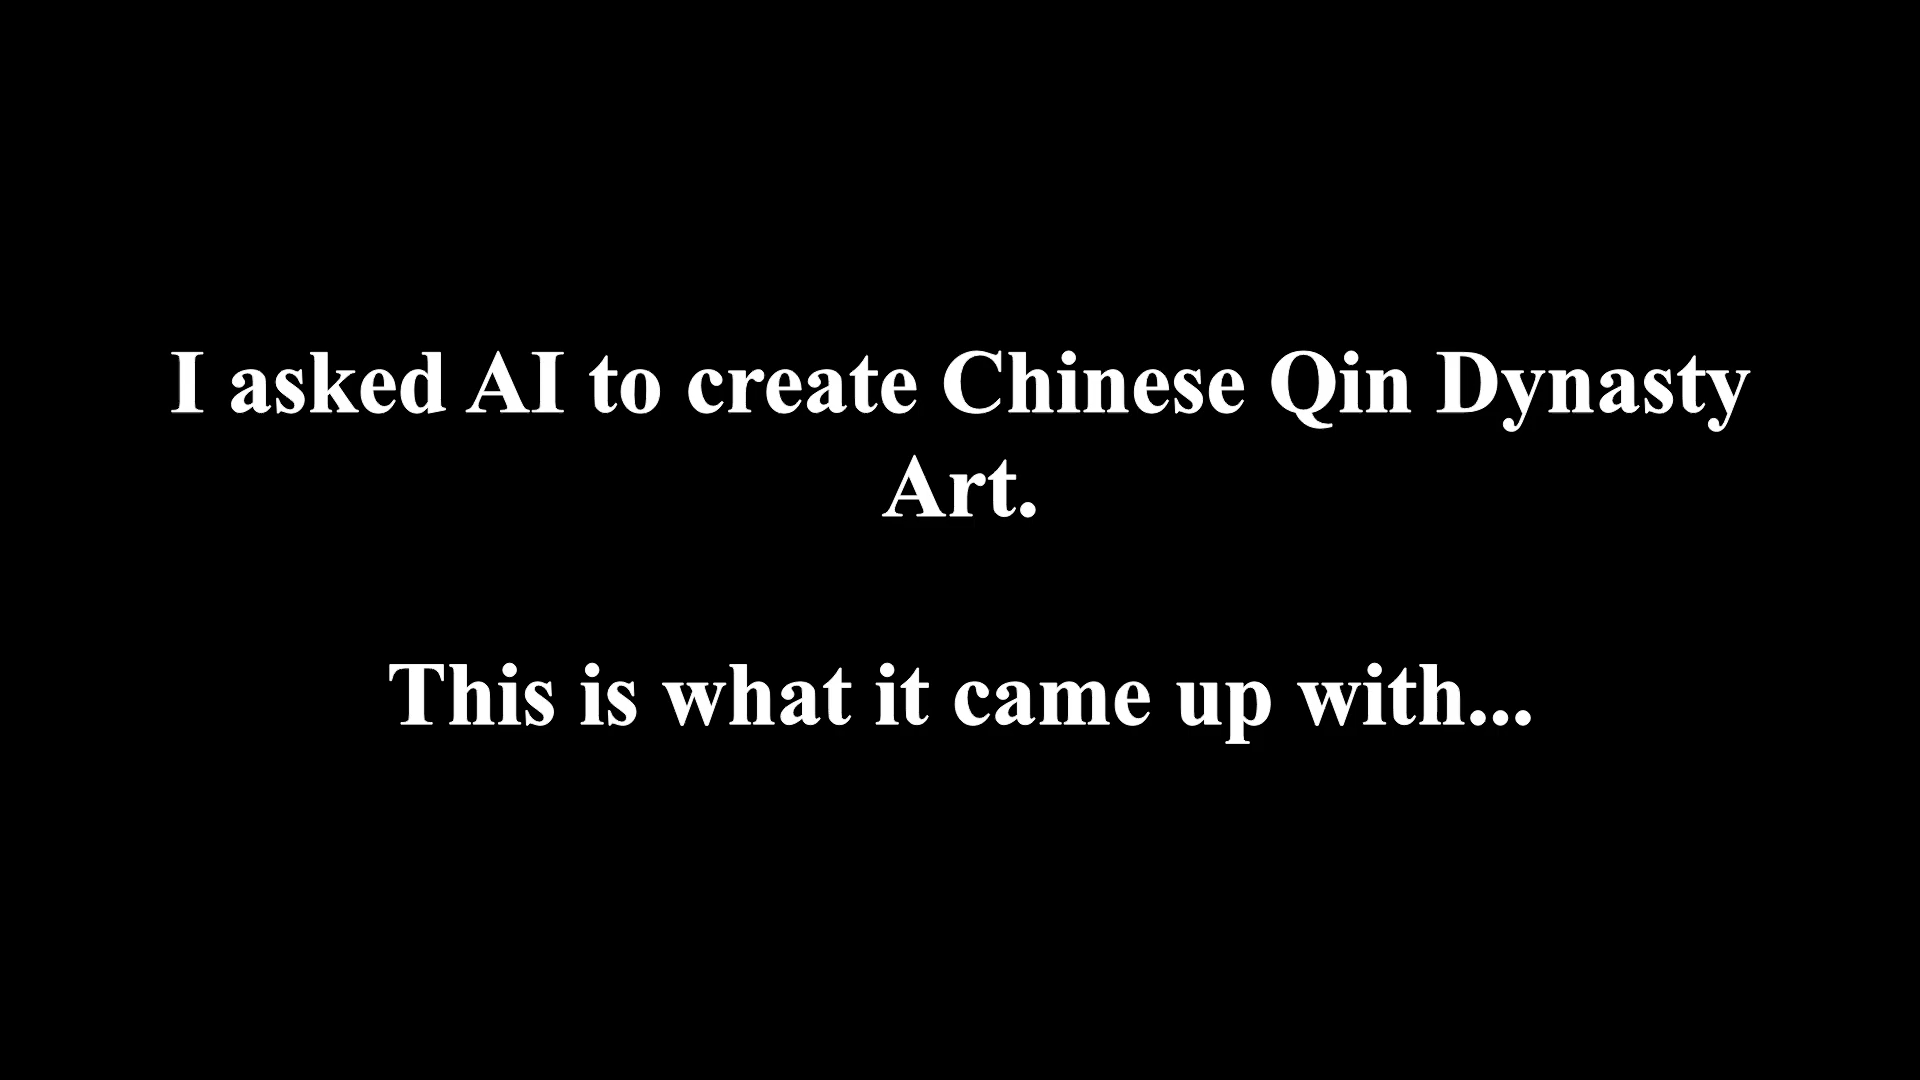 I asked AI to create Chinese Qin Dynasty
Art.
This is what it came up with...